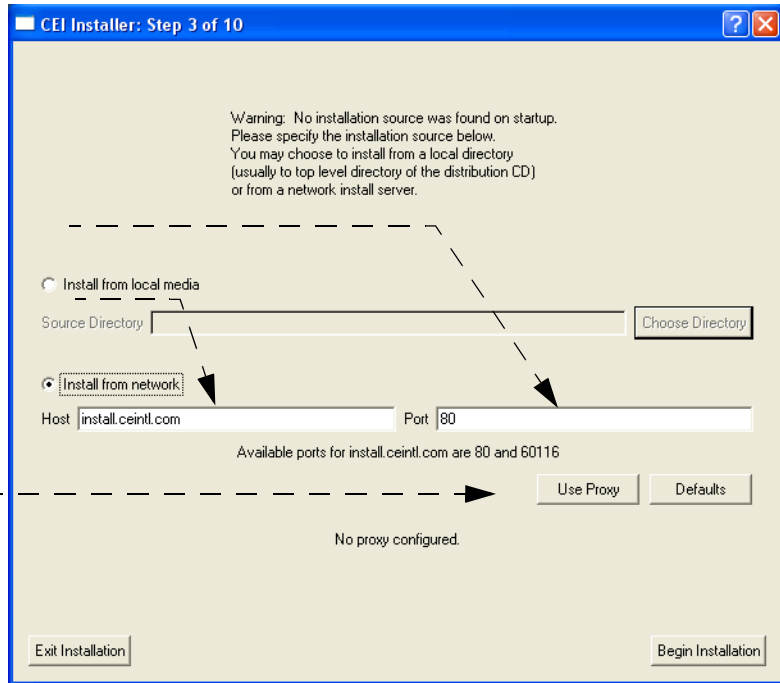 CEI Installer: Step 3 of 10
Warning:  No installation source was found on startup.
Please specify the installation source below.
You may choose to install from a local directory
(usually to top level directory of the distribution CD)
or from a network install server.
Install from local media
Source Directory
Choose Directory
Install from network
Host install.ceintl.com Port 80
Available ports for install.ceintl.com are 80 and 60116
Use Proxy Defaults
No proxy configured.
Exit Installation Begin Installation